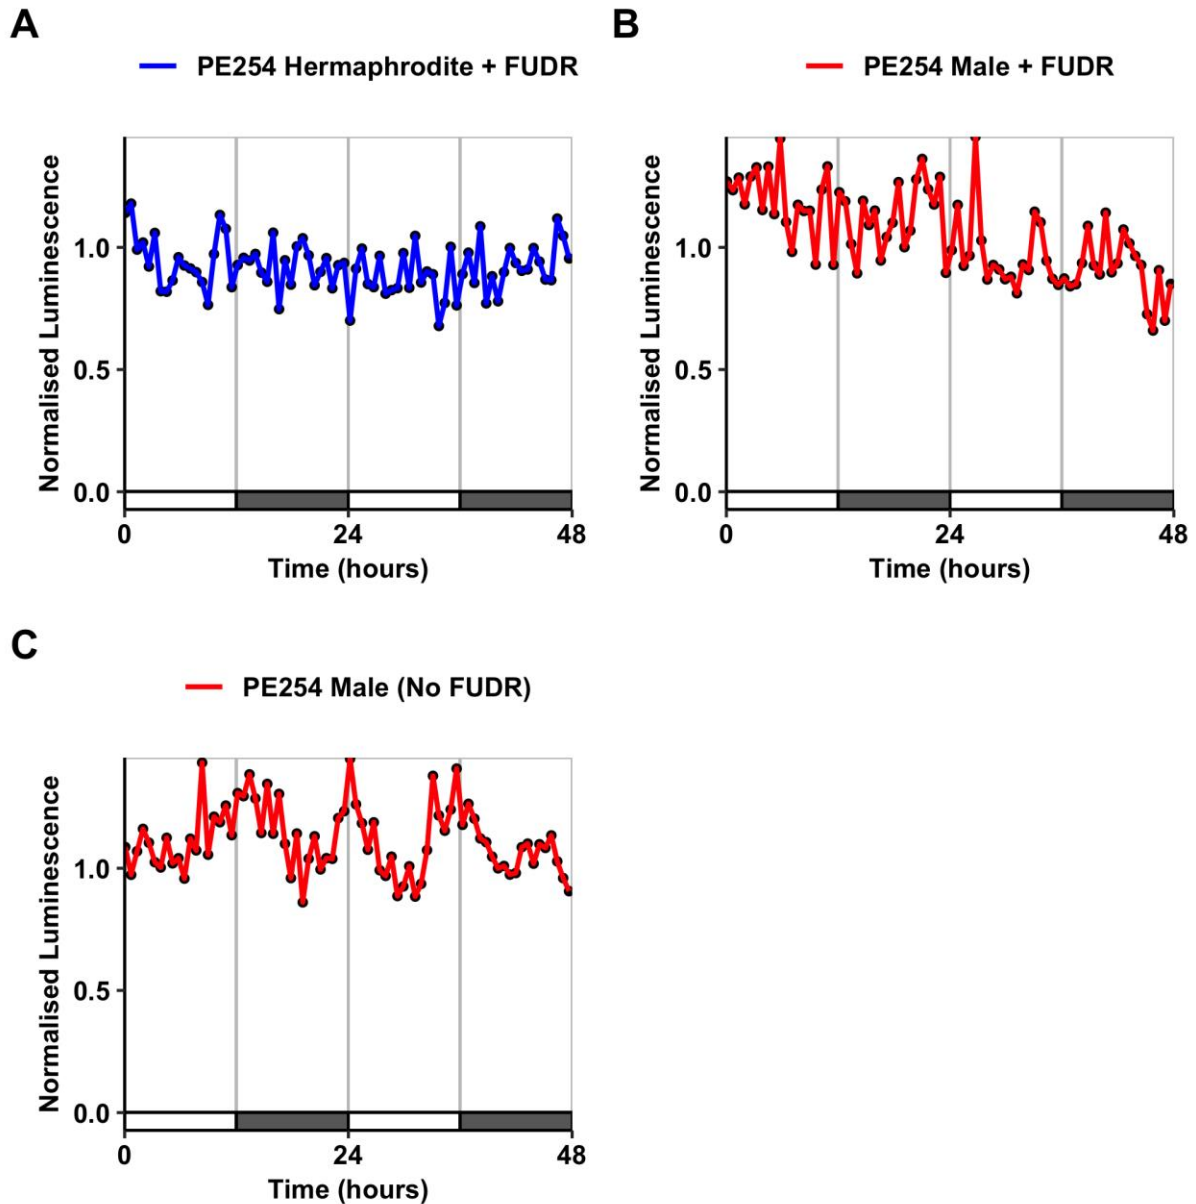 A
PE254 Hermaphrodite + FUDR
Normalised Luminescence
1.0
0.5
0.0
0 24 48
Time (hours)
B
PE254 Male + FUDR
Normalised Luminescence
1.0
0.5
0.0
0 24 48
Time (hours)
C
PE254 Male (No FUDR)
Normalised Luminescence
1.0
0.5
0.0
0 24 48
Time (hours)